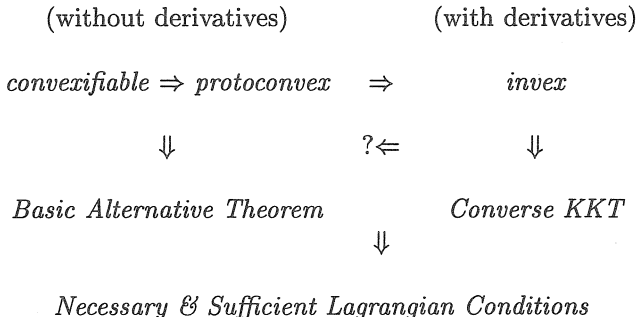 (without derivatives) (with derivatives)
convexifiable ⇒ protoconvex ⇒ invex
⇓ ?⇐ ⇓
Basic Alternative Theorem Converse KKT
⇓
Necessary & Sufficient Lagrangian Conditions